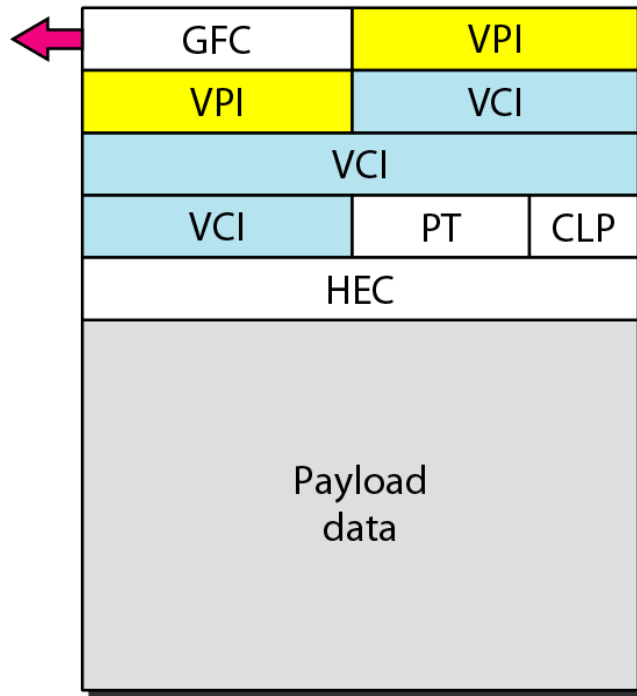 GFC VPI
VPI VCI
VCI
VCI PT CLP
HEC
Payload
data